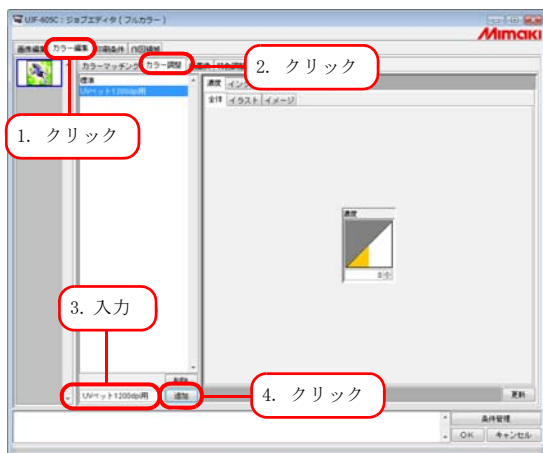 UJF-605C : ジョブエディタ ( フルカラー )
Mimaki
画像編集 カラー編集 印刷条件 作図補助
カラーマッチング カラー調整
2. クリック
標準
UVペット1200dpi用
濃度
全体 イラスト イメージ
1. クリック
濃度
3. 入力
削除
UVペット1200dpi用 追加
4. クリック
更新
条件管理
OK キャンセル